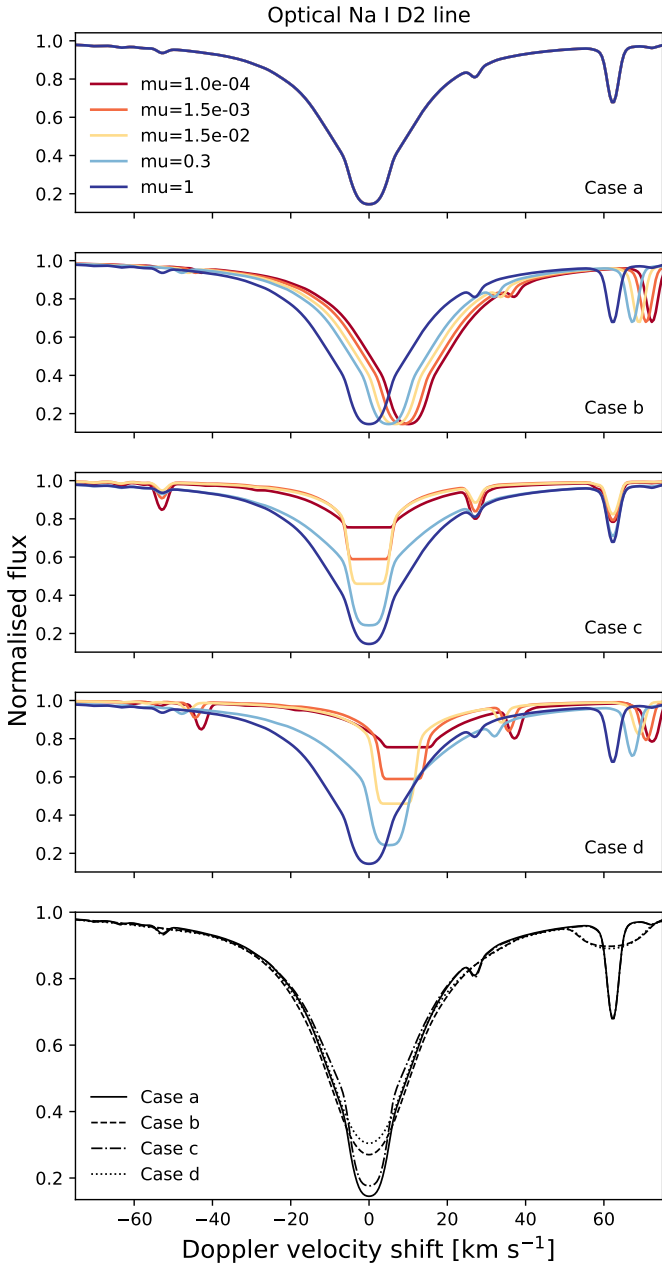 Optical Na I D2 line
1.0
0.8
0.6
0.4
0.2
mu=1.0e-04
mu=1.5e-03
mu=1.5e-02
mu=0.3
mu=1
Case a
1.0
0.8
0.6
0.4
0.2
Case b
1.0
0.8
0.6
0.4
0.2
Case c
Normalised flux
1.0
0.8
0.6
0.4
0.2
Case d
1.0
0.8
0.6
0.4
0.2
Case a
Case b
Case c
Case d
−60 −40 −20 0 20 40 60
Doppler velocity shift [km s⁻¹]